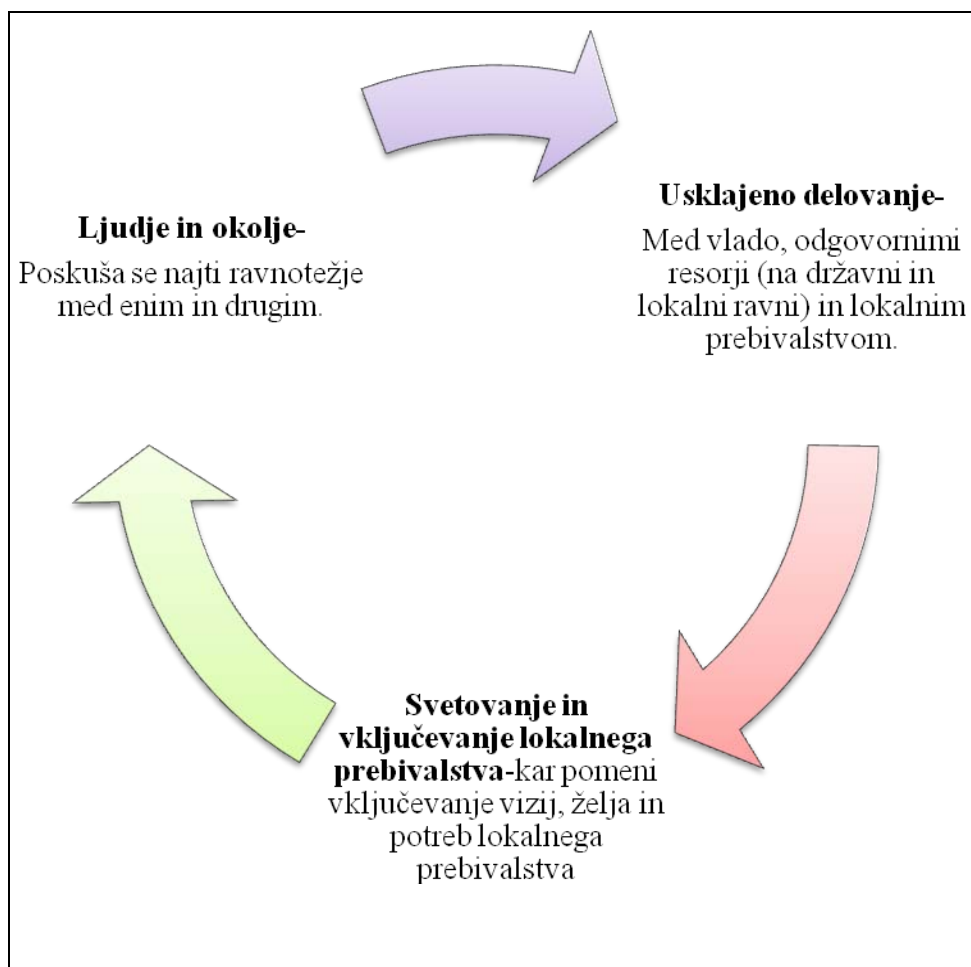 Ljudje in okolje-
Poskuša se najti ravnotežje
med enim in drugim.
Usklajeno delovanje-
Med vlado, odgovornimi
resorji (na državni in
lokalni ravni) in lokalnim
prebivalstvom.
Svetovanje in
vključevanje lokalnega
prebivalstva-kar pomeni
vključevanje vizij, želja in
potreb lokalnega
prebivalstva